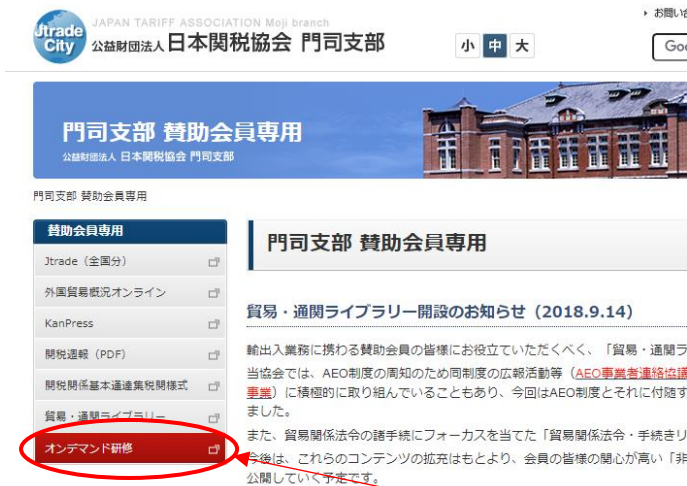 お問い
Jtrade City
JAPAN TARIFF ASSOCIATION Moji branch
公益財団法人日本関税協会 門司支部
小 中 大
Goo
門司支部 賛助会員専用
公益財団法人 日本関税協会 門司支部
門司支部 賛助会員専用
賛助会員専用
Jtrade（全国分）
外国貿易概況オンライン
KanPress
関税週報（PDF）
関税関係基本通達集税関様式
貿易・通関ライブラリー
オンデマンド研修
門司支部 賛助会員専用
貿易・通関ライブラリー開設のお知らせ（2018.9.14）
輸出入業務に携わる賛助会員の皆様にお役立ていただくべく、「貿易・通関ラ
当協会では、AEO制度の周知のため同制度の広報活動等（AEO事業者連絡協議
事業）に積極的に取り組んでいることもあり、今回はAEO制度とそれに付随す
ました。
また、貿易関係法令の諸手続にフォーカスを当てた「貿易関係法令・手続きリ
今後は、これらのコンテンツの拡充はもとより、会員の皆様の関心が高い「非
公開していく予定です。